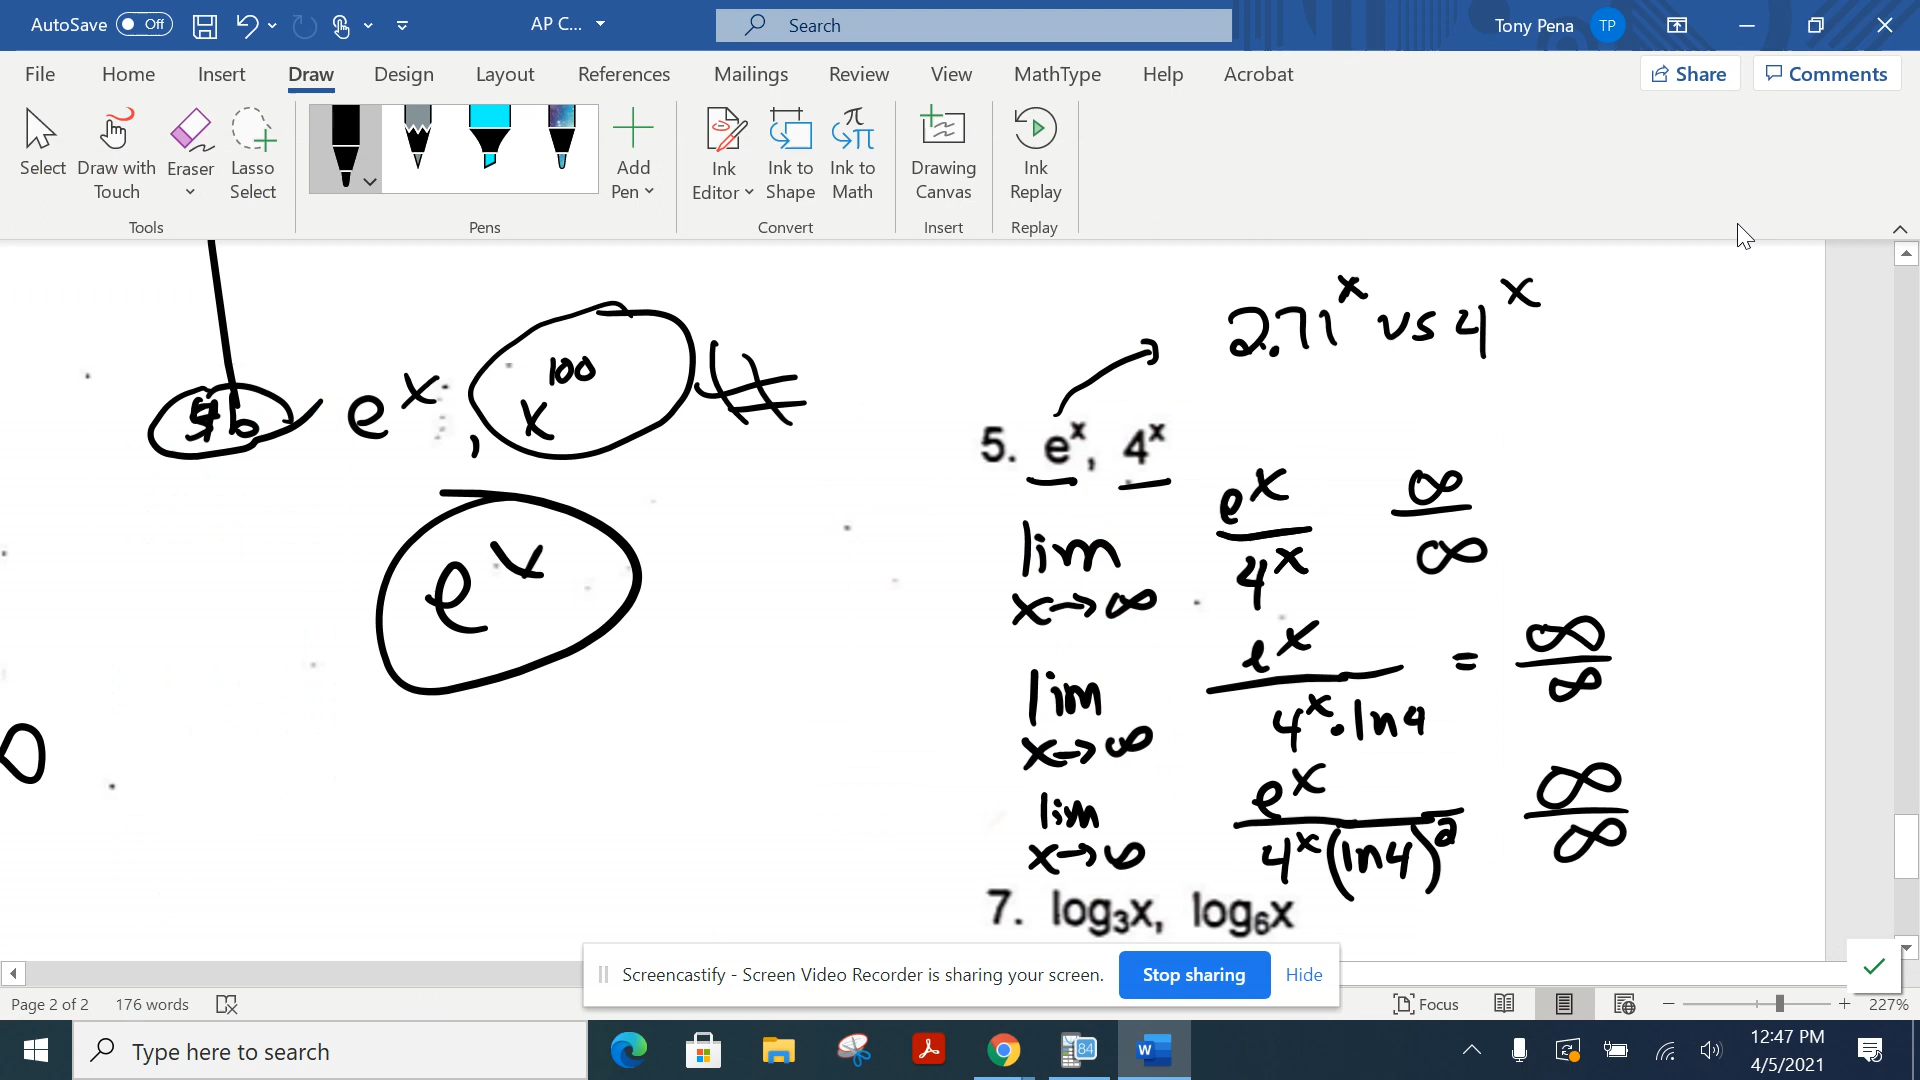 AutoSave Off AP C... Search Tony Pena TP
File Home Insert Draw Design Layout References Mailings Review View MathType Help Acrobat Share Comments
Select Draw with Touch Eraser Lasso Select Add Pen Ink Editor Ink to Shape Ink to Math Drawing Canvas Ink Replay
Tools Pens Convert Insert Replay
e^x, x^100
e^x
2.71^x vs 4^x
5. e^x, 4^x
lim x→∞ e^x/4^x ∞/∞
lim x→∞ e^x/(4^x·ln4) = ∞/∞
lim x→∞ e^x/(4^x(ln4)^2) ∞/∞
7. log₃x, log₆x
Screencastify - Screen Video Recorder is sharing your screen. Stop sharing Hide
Page 2 of 2 176 words Focus 227%
Type here to search 84 12:47 PM
4/5/2021